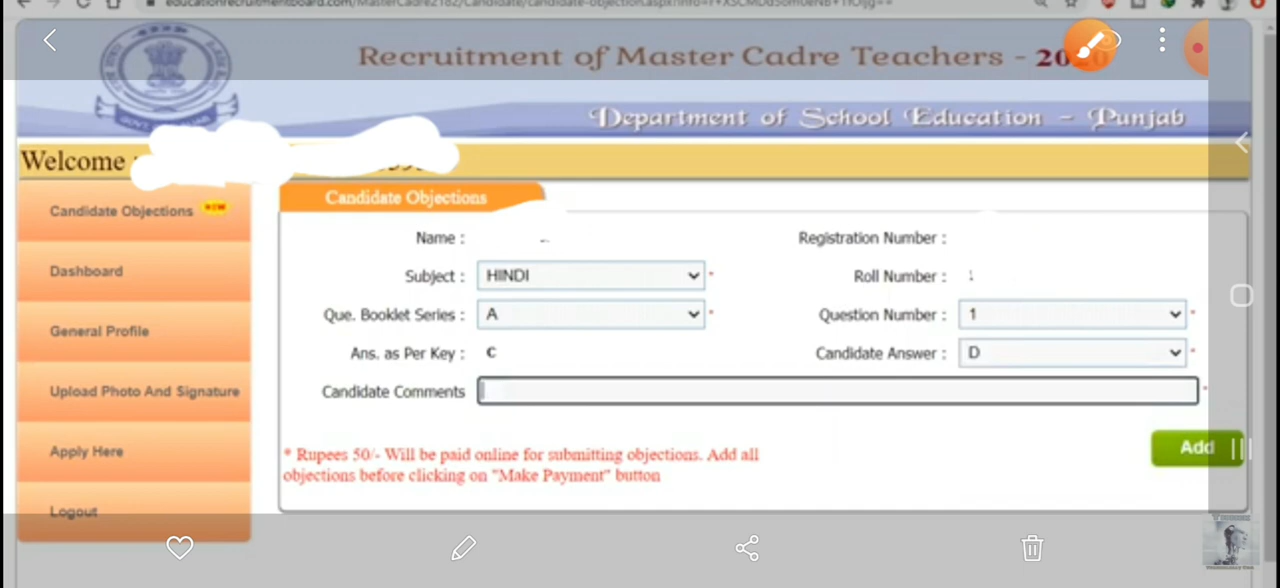 Recruitment of Master Cadre Teachers - 2020
Department of School Education - Punjab
Welcome :
Candidate Objections NEW
Dashboard
General Profile
Upload Photo And Signature
Apply Here
Logout
Candidate Objections
Name :
Registration Number :
Subject : HINDI *
Roll Number :
Que. Booklet Series : A *
Question Number : 1 *
Ans. as Per Key : C
Candidate Answer : D *
Candidate Comments *
* Rupees 50/- Will be paid online for submitting objections. Add all
objections before clicking on "Make Payment" button
Add